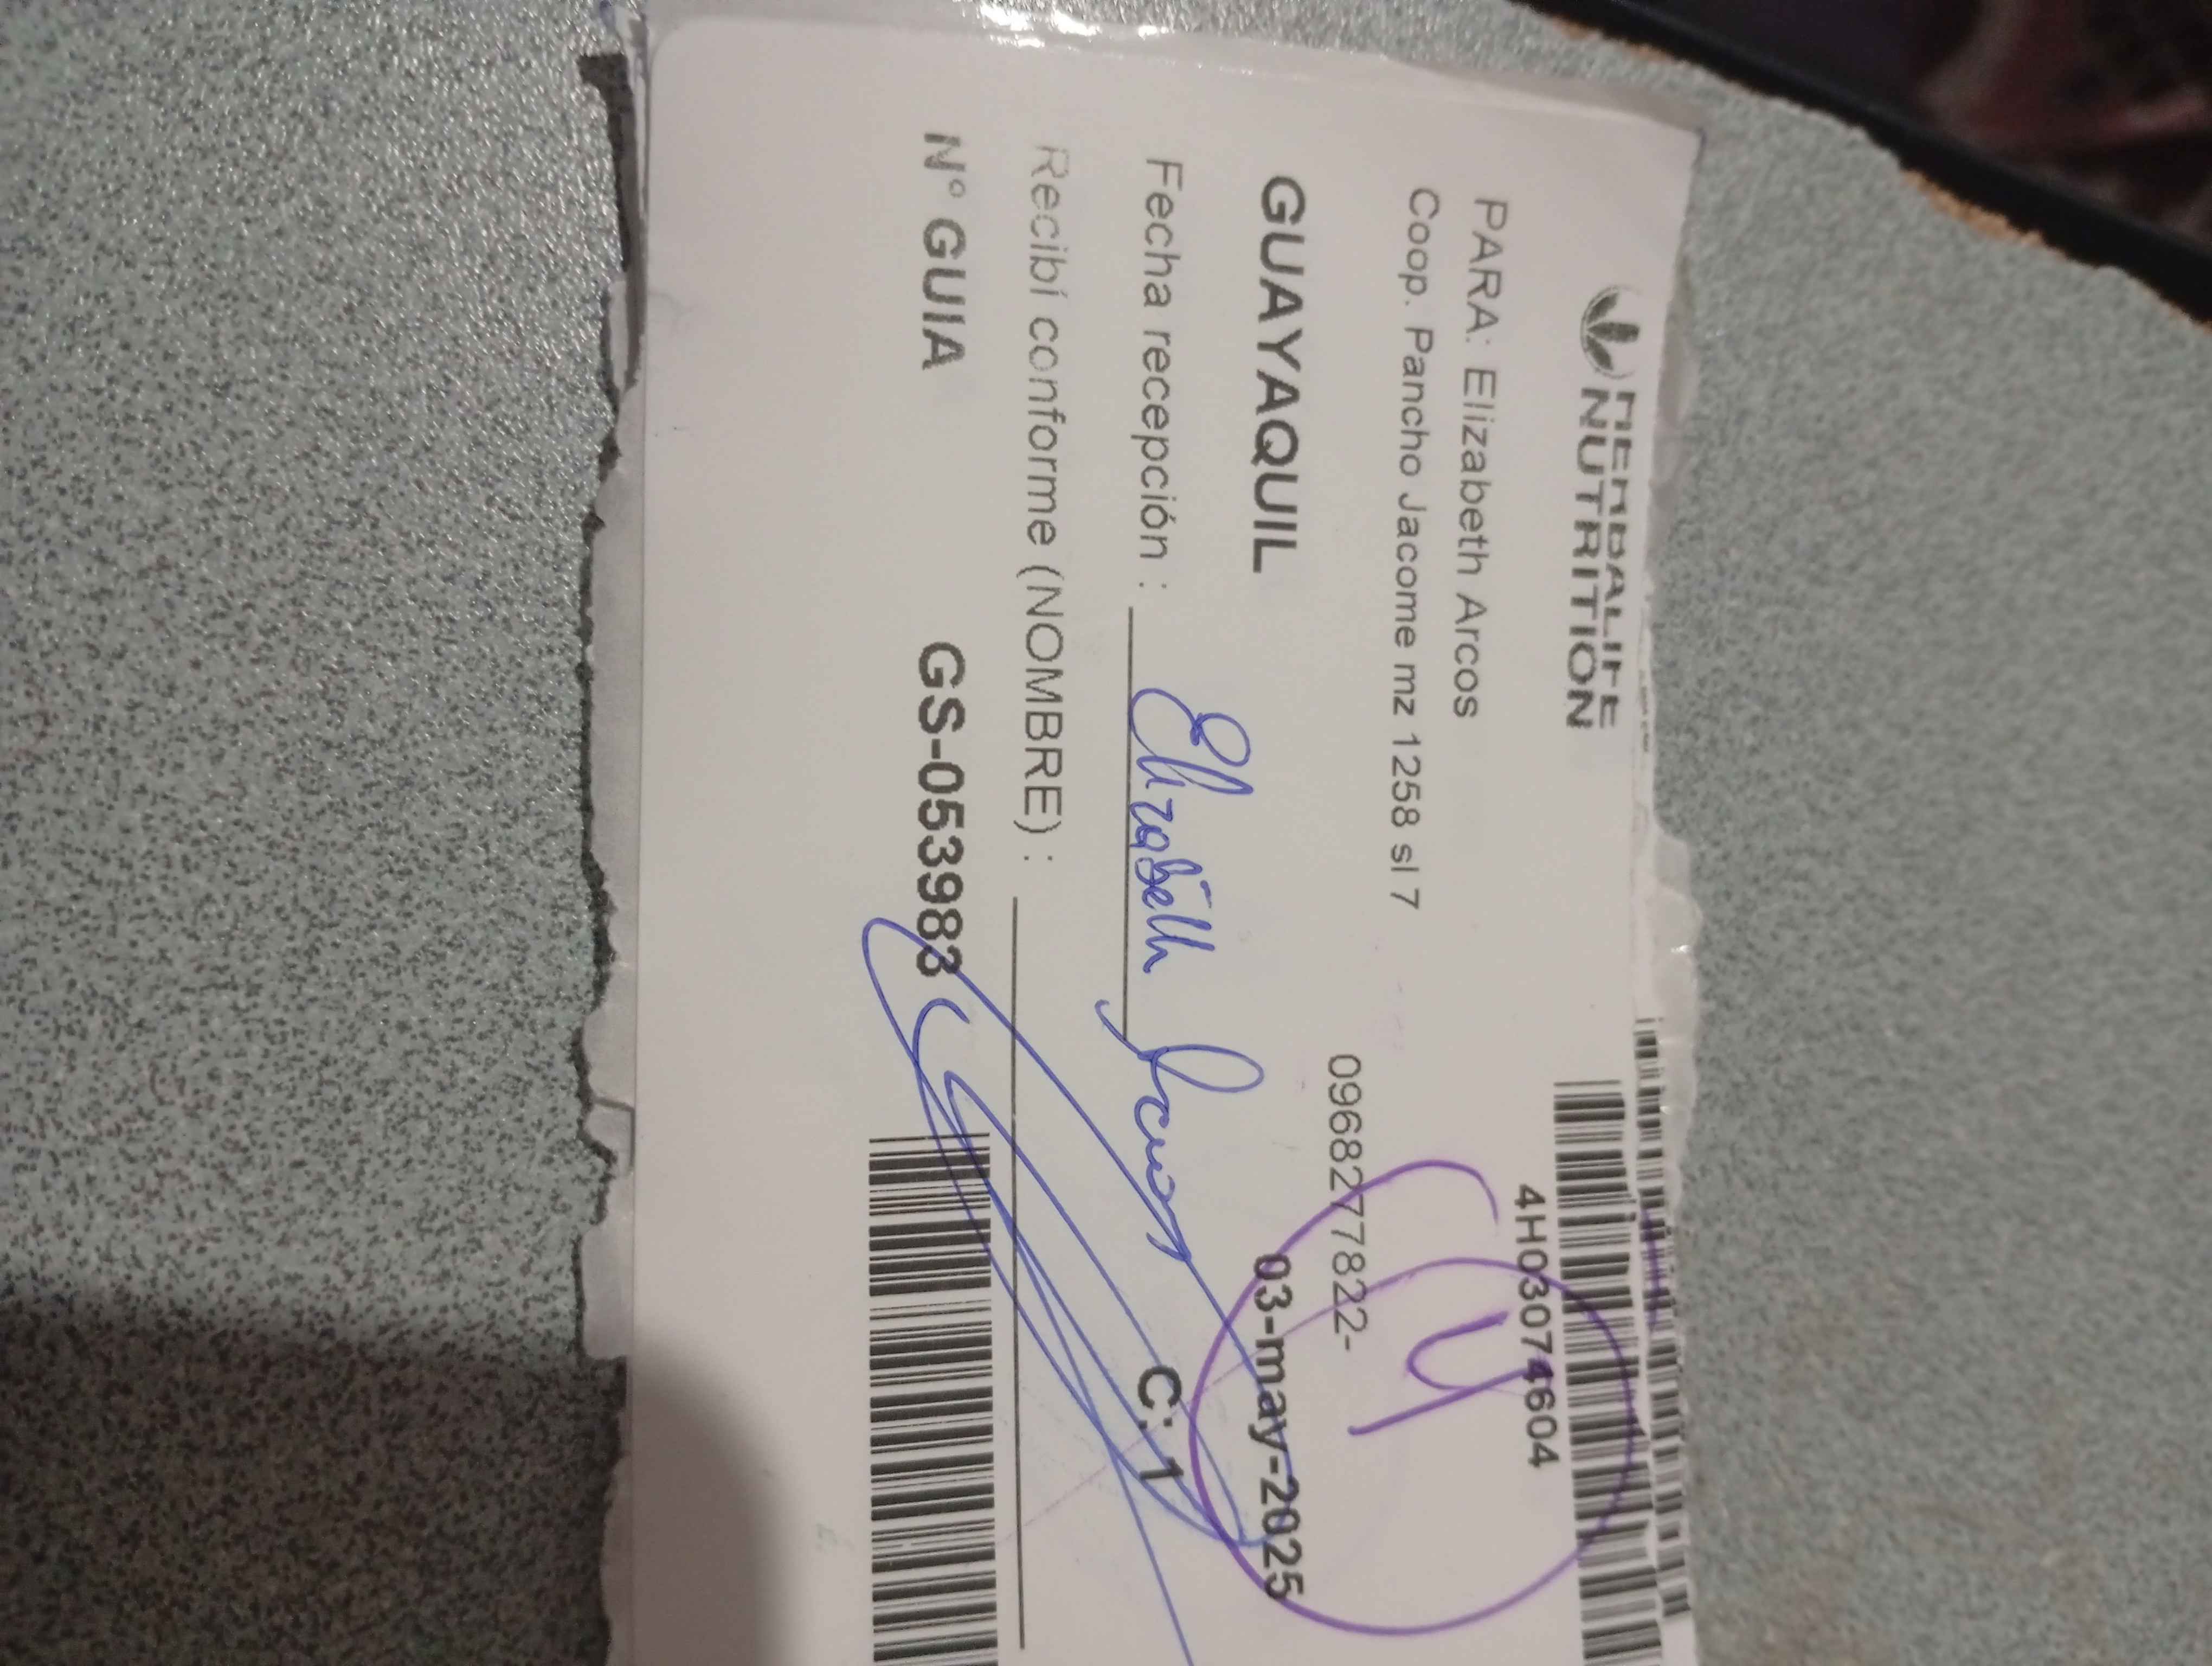 HERBALIFE
NUTRITION
4H03074604
PARA: Elizabeth Arcos
Coop. Pancho Jacome mz 1258 sl 7
0968277822-
GUAYAQUIL 03-may-2025
Fecha recepción : Elizabeth Arcos C: 1
Recibí conforme (NOMBRE) :
N° GUIA GS-053983